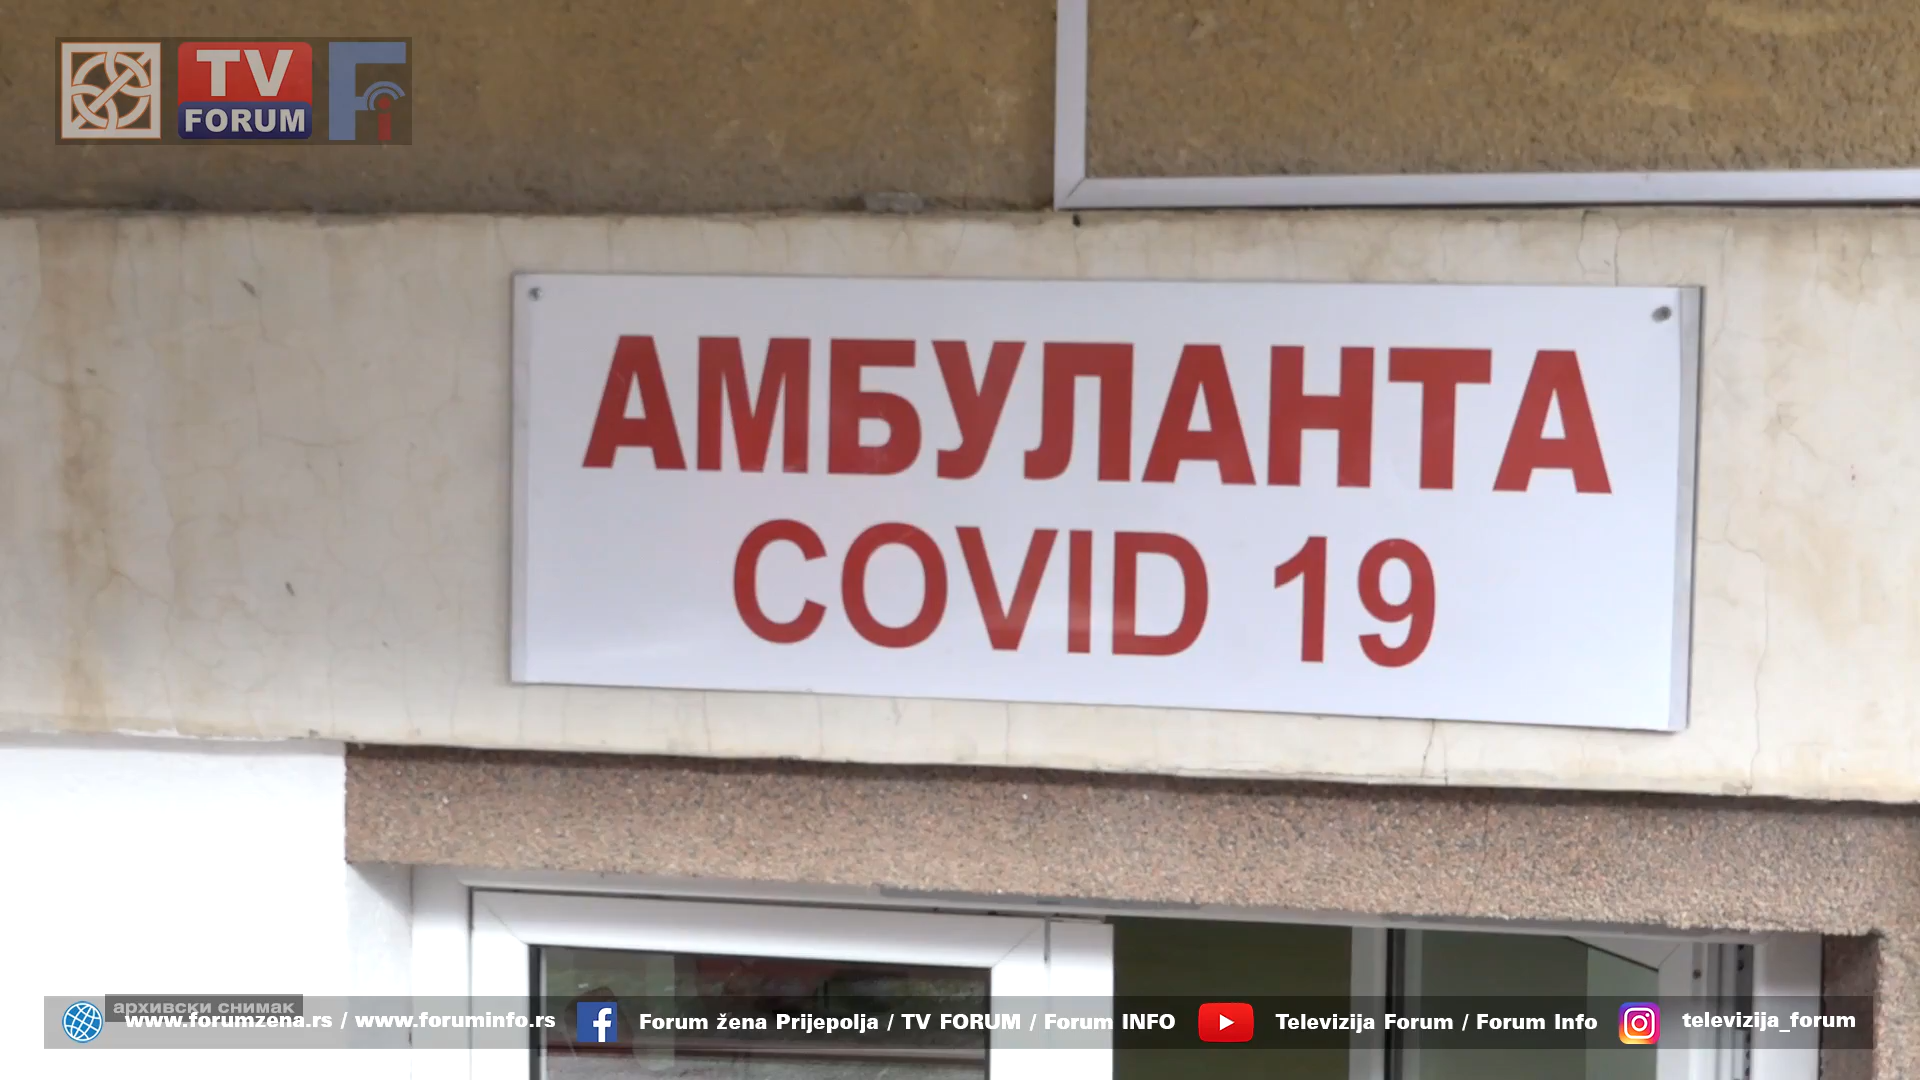 TV
FORUM
Fi
АМБУЛАНТА
COVID 19
архивски снимак
www.forumzena.rs / www.foruminfo.rs
Forum žena Prijepolja / TV FORUM / Forum INFO
Televizija Forum / Forum Info
televizija_forum